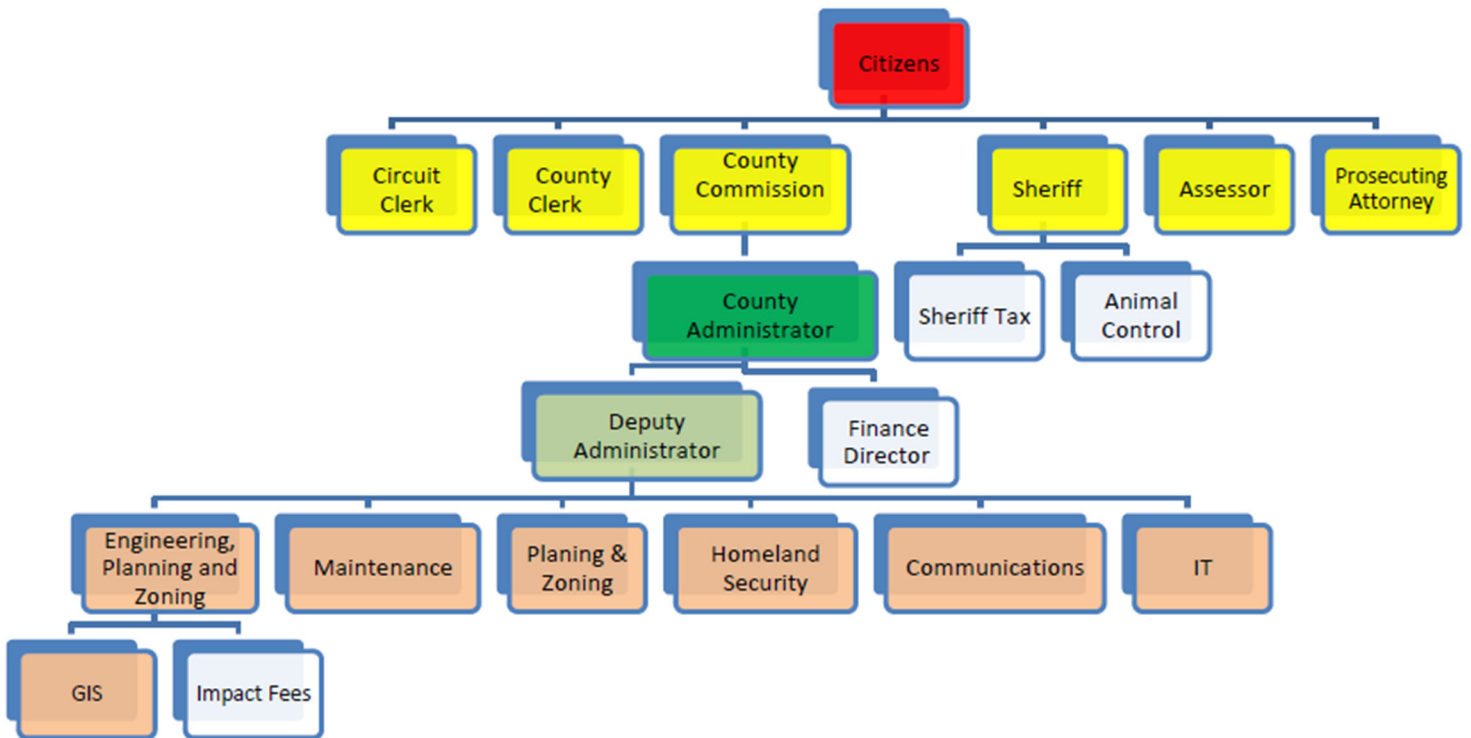 Citizens
Circuit
Clerk
County
Clerk
County
Commission
Sheriff
Assessor
Prosecuting
Attorney
County
Administrator
Sheriff Tax
Animal
Control
Deputy
Administrator
Finance
Director
Engineering,
Planning and
Zoning
Maintenance
Planing &
Zoning
Homeland
Security
Communications
IT
GIS
Impact Fees